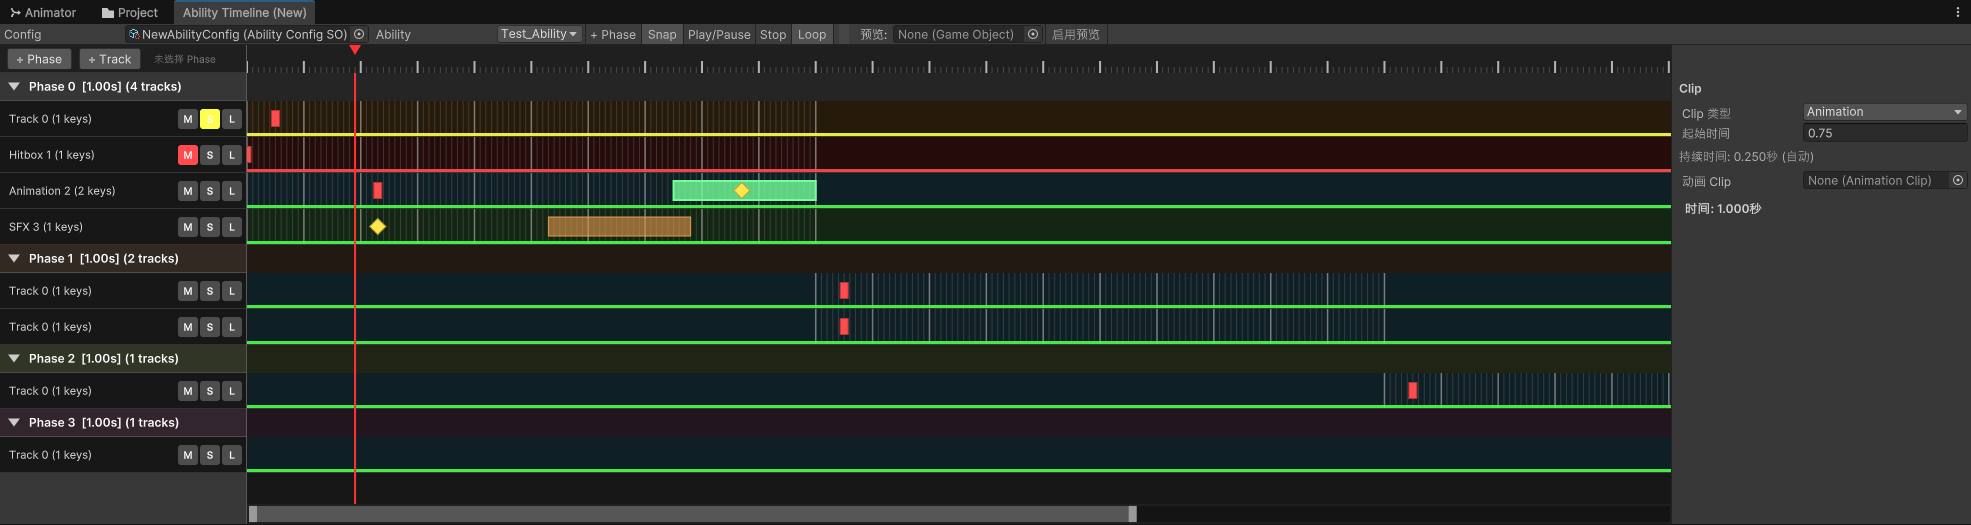 Animator Project Ability Timeline (New)
Config NewAbilityConfig (Ability Config SO) Ability Test_Ability + Phase Snap Play/Pause Stop Loop 预览: None (Game Object) 启用预览
+ Phase + Track 未选择 Phase
Phase 0 [1.00s] (4 tracks)
Track 0 (1 keys) M S L
Hitbox 1 (1 keys) M S L
Animation 2 (2 keys) M S L
SFX 3 (1 keys) M S L
Phase 1 [1.00s] (2 tracks)
Track 0 (1 keys) M S L
Track 0 (1 keys) M S L
Phase 2 [1.00s] (1 tracks)
Track 0 (1 keys) M S L
Phase 3 [1.00s] (1 tracks)
Track 0 (1 keys) M S L
Clip
Clip 类型 Animation
起始时间 0.75
持续时间: 0.250秒 (自动)
动画 Clip None (Animation Clip)
时间: 1.000秒